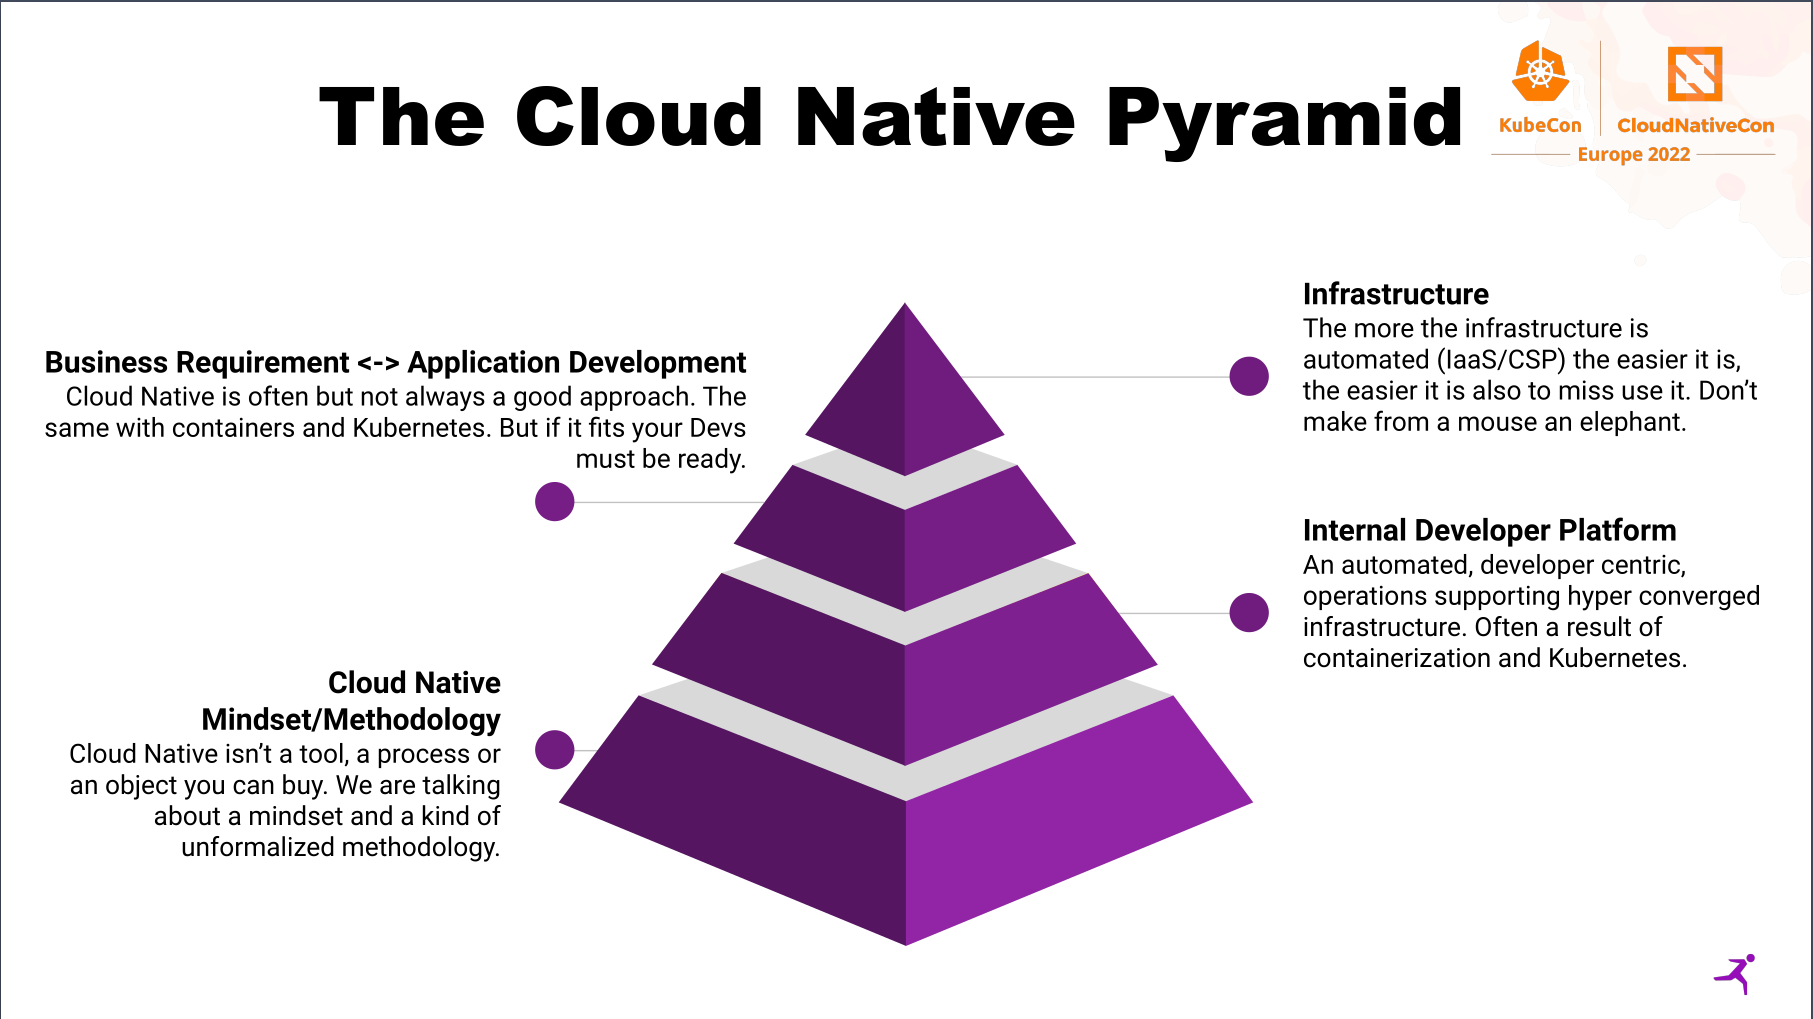 The Cloud Native Pyramid
KubeCon
CloudNativeCon
Europe 2022
Business Requirement <-> Application Development
Cloud Native is often but not always a good approach. The
same with containers and Kubernetes. But if it fits your Devs
must be ready.
Infrastructure
The more the infrastructure is
automated (IaaS/CSP) the easier it is,
the easier it is also to miss use it. Don’t
make from a mouse an elephant.
Internal Developer Platform
An automated, developer centric,
operations supporting hyper converged
infrastructure. Often a result of
containerization and Kubernetes.
Cloud Native
Mindset/Methodology
Cloud Native isn’t a tool, a process or
an object you can buy. We are talking
about a mindset and a kind of
unformalized methodology.